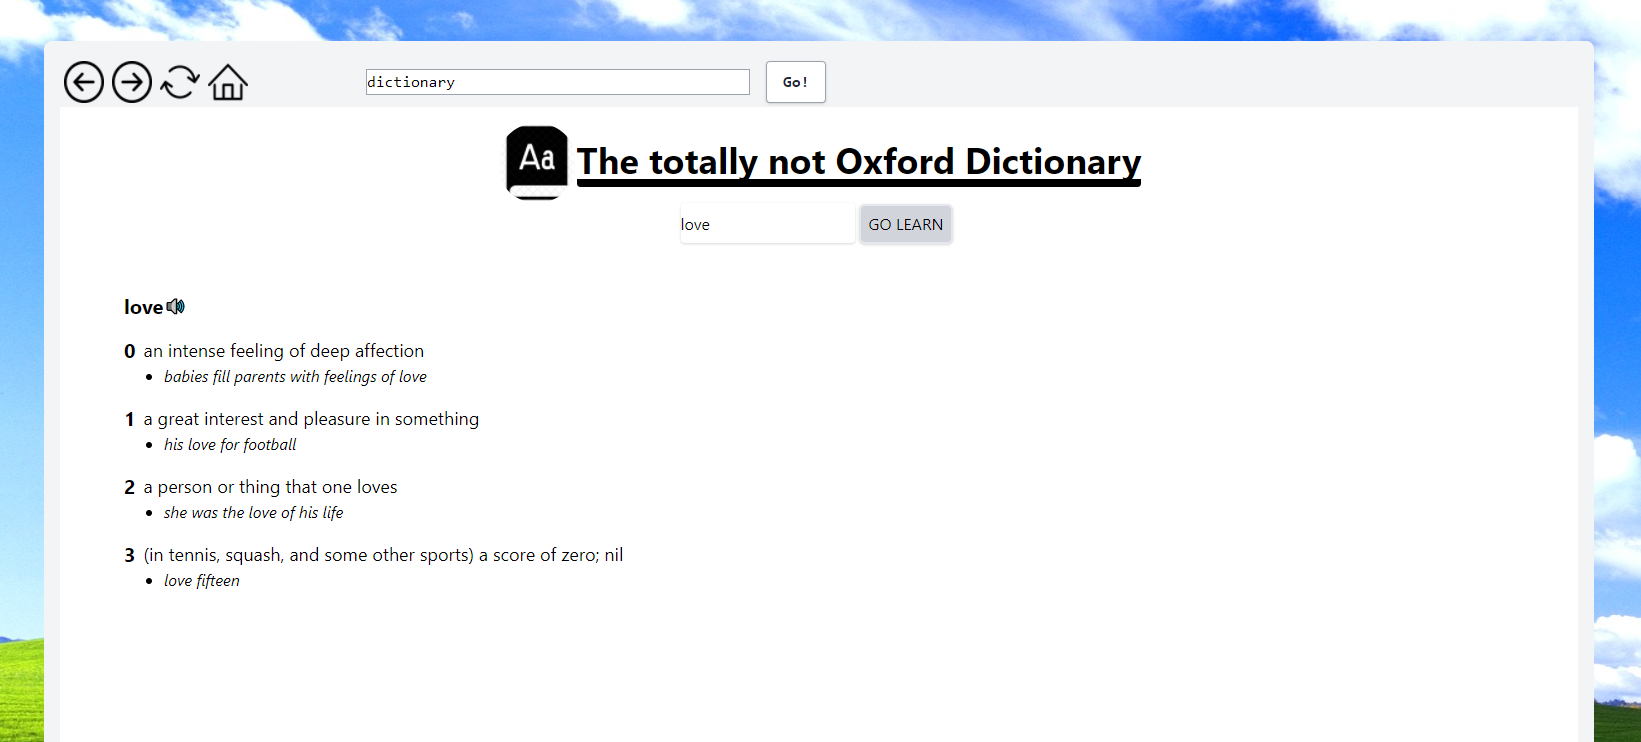 dictionary
Go!
Aa
The totally not Oxford Dictionary
love
GO LEARN
love
0 an intense feeling of deep affection
• babies fill parents with feelings of love
1 a great interest and pleasure in something
• his love for football
2 a person or thing that one loves
• she was the love of his life
3 (in tennis, squash, and some other sports) a score of zero; nil
• love fifteen